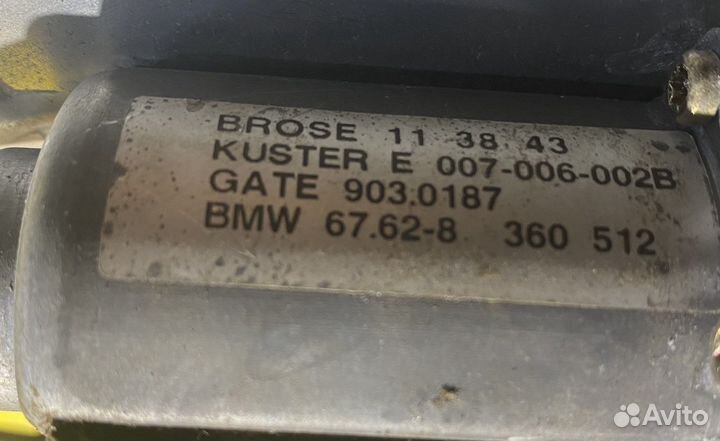 BROSE 11 38 43
KUSTER E 007-006-002B
GATE 903.0187
BMW 67.62-8 360 512
Avito